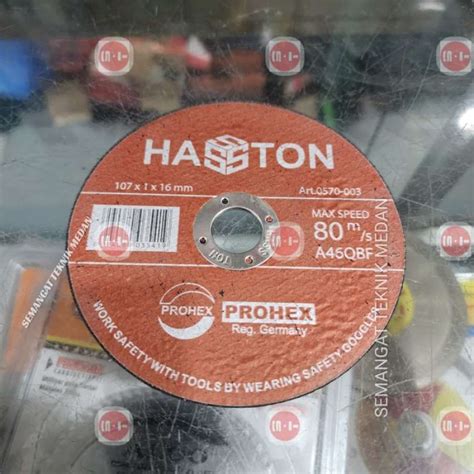 HASSTON
107 x 1 x 16 mm
Art.0570-003
MAX SPEED
80 m/s
A45QBF
PROHEX
PROHEX
Reg. Germany
WORK SAFETY WITH TOOLS BY WEARING SAFETY GOGGLES
SEMANGAT TEKNIK MEDAN
SEMANGAT TEKNIK MEDAN